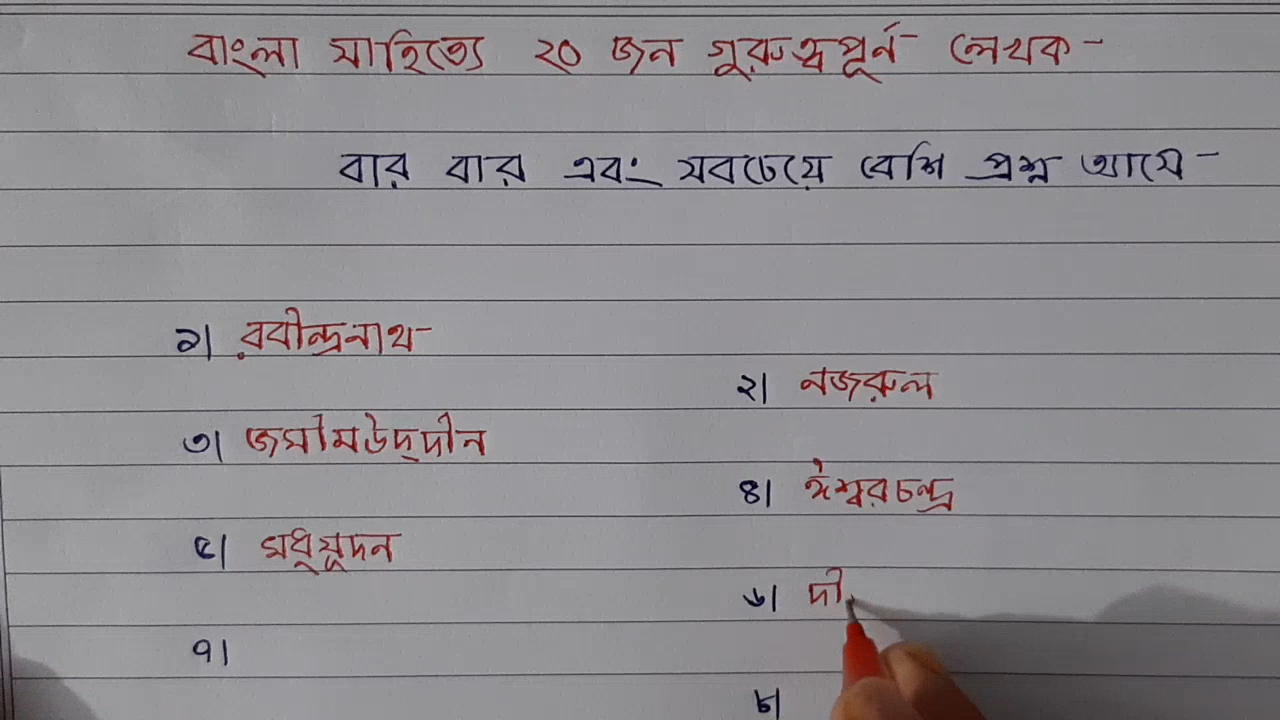 বাংলা সাহিত্যে ২০ জন গুরুত্বপূর্ন লেখক-
বার বার এবং সবচেয়ে বেশি প্রশ্ন আসে-
১। রবীন্দ্রনাথ
২। নজরুল
৩। জসীমউদ্দীন
৪। ঈশ্বরচন্দ্র
৫। মধুসূদন
৬। দী
৭।
৮।